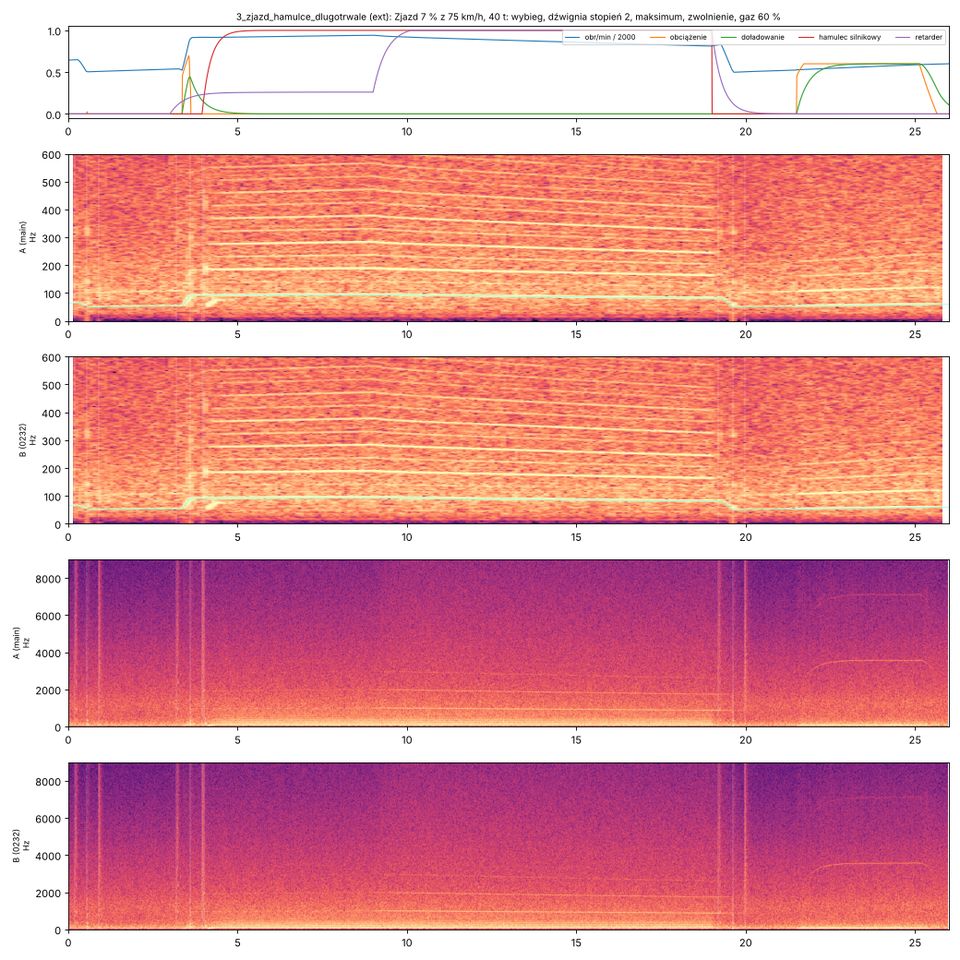 3_zjazd_hamulce_dlugotrwale (ext): Zjazd 7 % z 75 km/h, 40 t: wybieg, dźwignia stopień 2, maksimum, zwolnienie, gaz 60 %
obr/min / 2000 obciążenie doładowanie hamulec silnikowy retarder
1.0
0.5
0.0
0 5 10 15 20 25
A (main)
Hz
600
500
400
300
200
100
0
0 5 10 15 20 25
B (0232)
Hz
600
500
400
300
200
100
0
0 5 10 15 20 25
A (main)
Hz
8000
6000
4000
2000
0
0 5 10 15 20 25
B (0232)
Hz
8000
6000
4000
2000
0
0 5 10 15 20 25